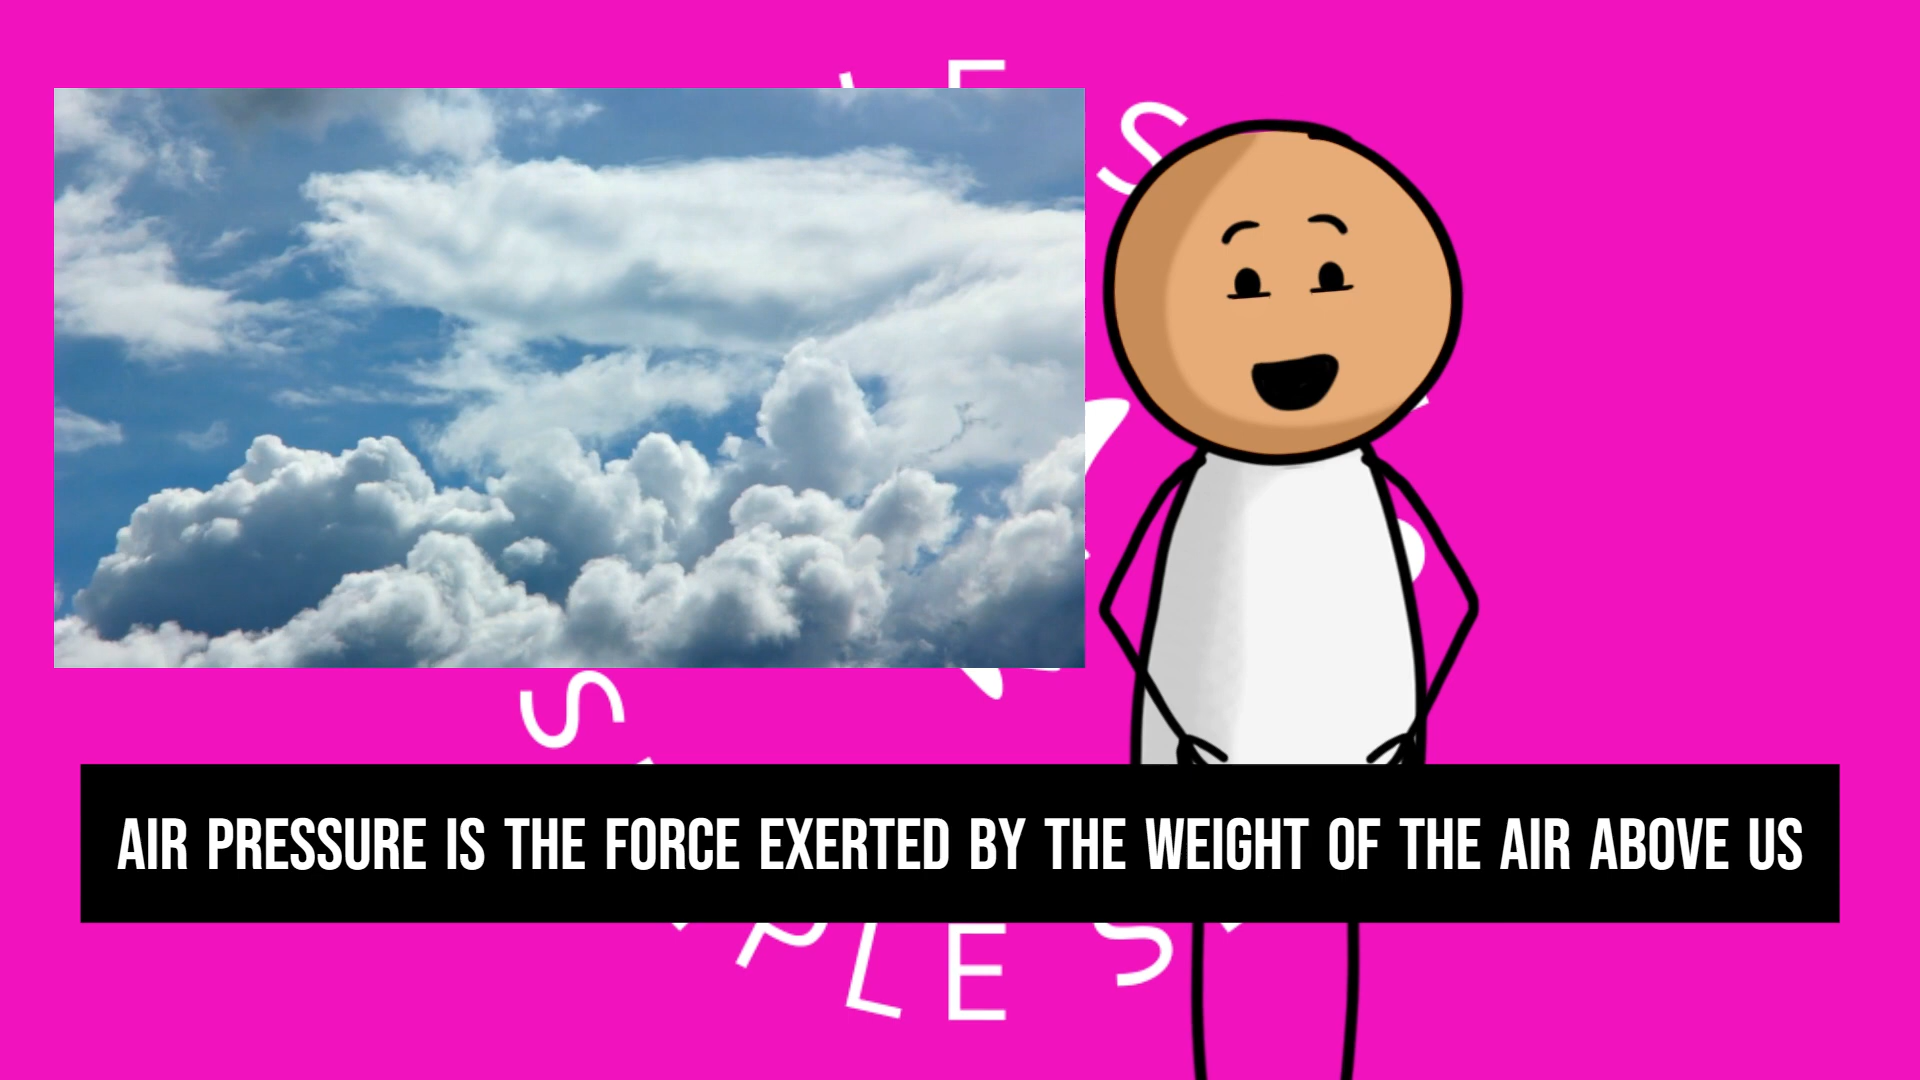 AIR PRESSURE IS THE FORCE EXERTED BY THE WEIGHT OF THE AIR ABOVE US